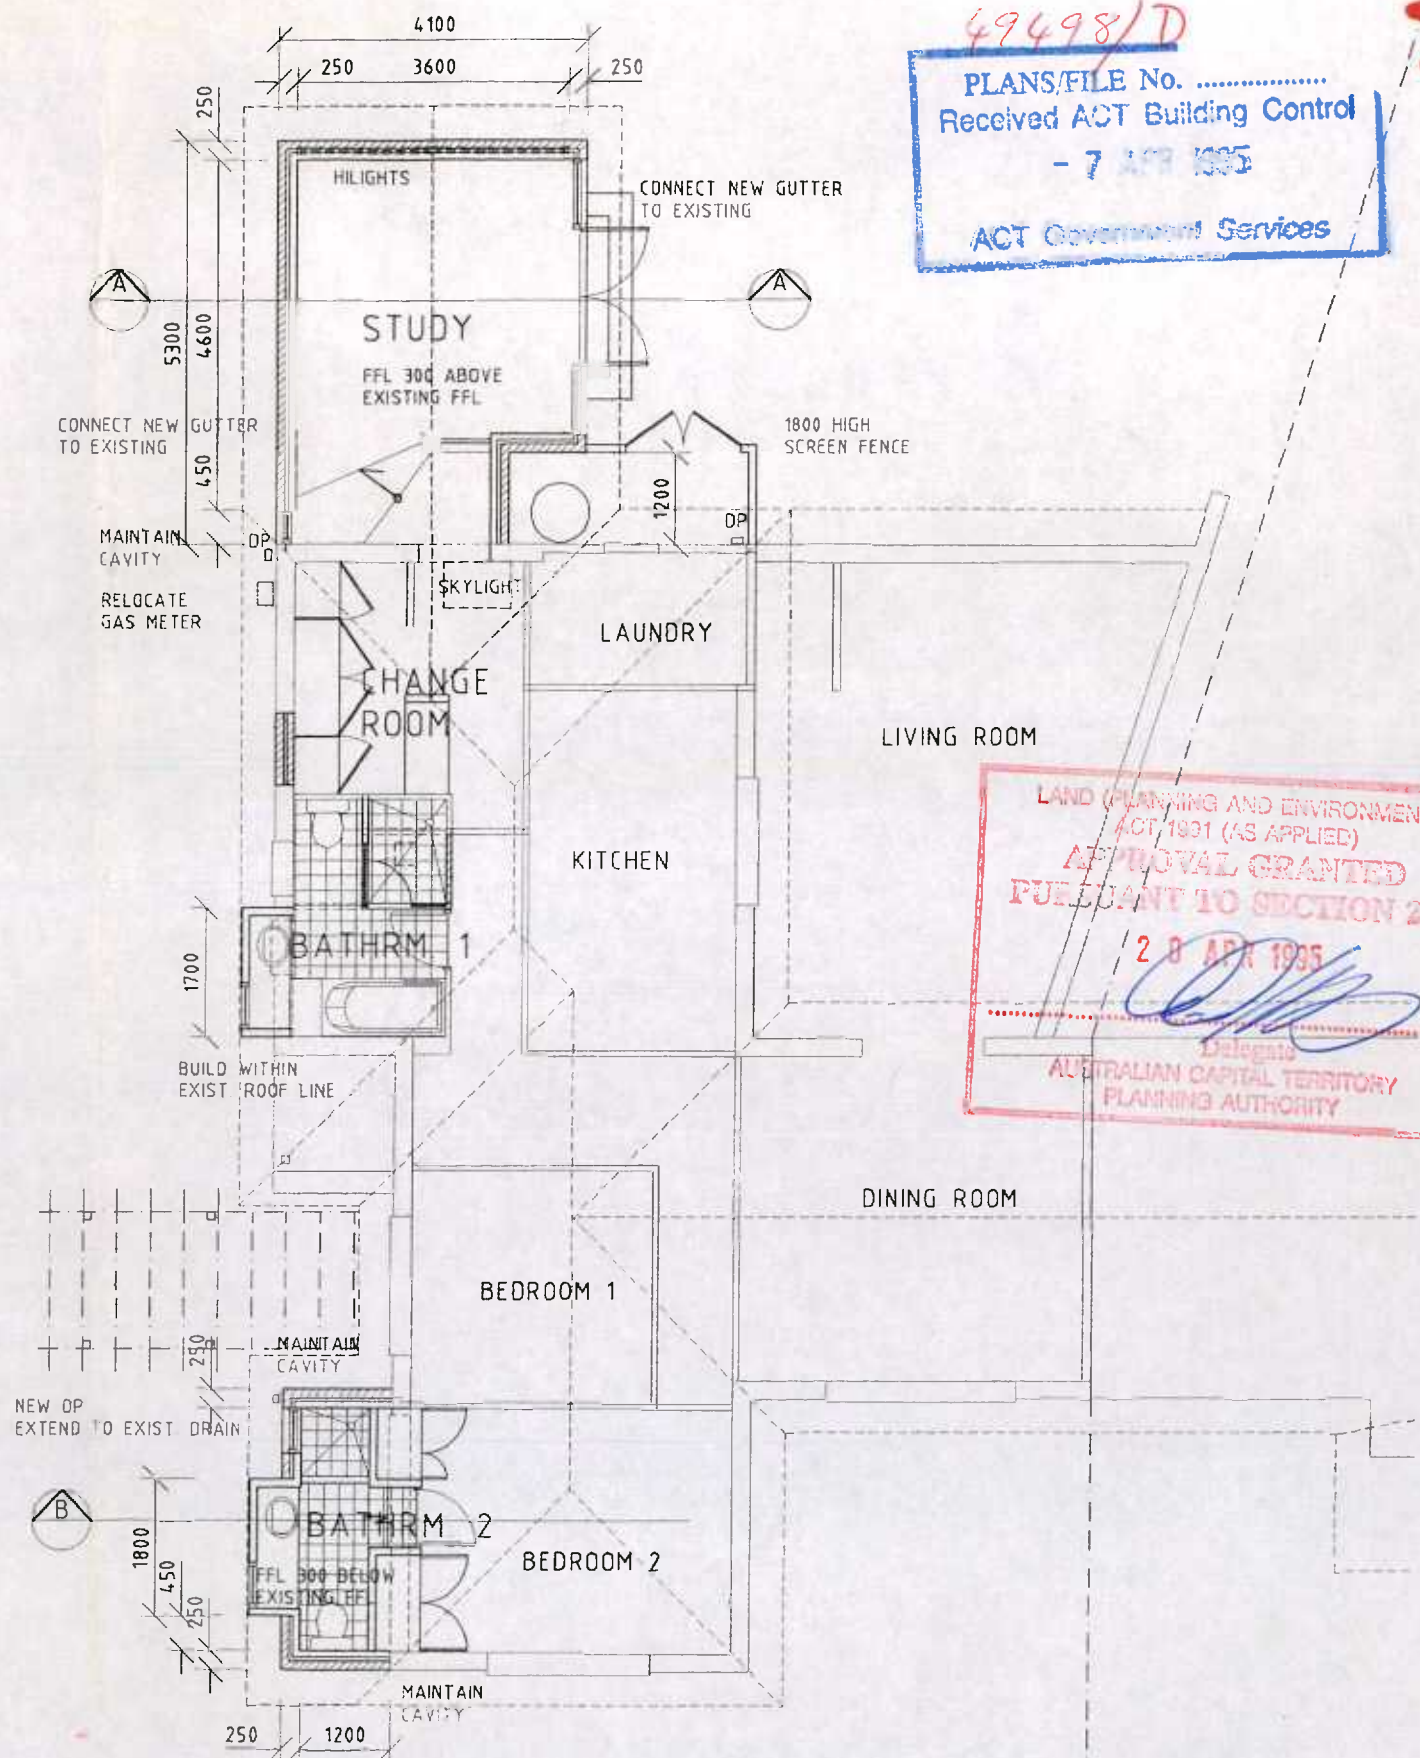 49498/D
PLANS/FILE No. ..................
Received ACT Building Control
- 7 APR 1995
ACT Government Services
4100
250 3600 250
250
HILIGHTS
CONNECT NEW GUTTER
TO EXISTING
A
A
5300
4600
STUDY
FFL 300 ABOVE
EXISTING FFL
CONNECT NEW GUTTER
TO EXISTING
450
1800 HIGH
SCREEN FENCE
1200
DP
MAINTAIN
CAVITY
DP
RELOCATE
GAS METER
SKYLIGHT
LAUNDRY
CHANGE
ROOM
LIVING ROOM
LAND (PLANNING AND ENVIRONMEN
ACT 1991 (AS APPLIED)
APPROVAL GRANTED
PURSUANT TO SECTION 2
2 8 APR 1995
Delegate
AUSTRALIAN CAPITAL TERRITORY
PLANNING AUTHORITY
KITCHEN
BATHRM 1
1700
BUILD WITHIN
EXIST ROOF LINE
DINING ROOM
BEDROOM 1
250
MAINTAIN
CAVITY
NEW DP
EXTEND TO EXIST DRAIN
B
BATHRM 2
1800
450
250
FFL 300 BELOW
EXISTING FFL
BEDROOM 2
MAINTAIN
CAVITY
250 1200